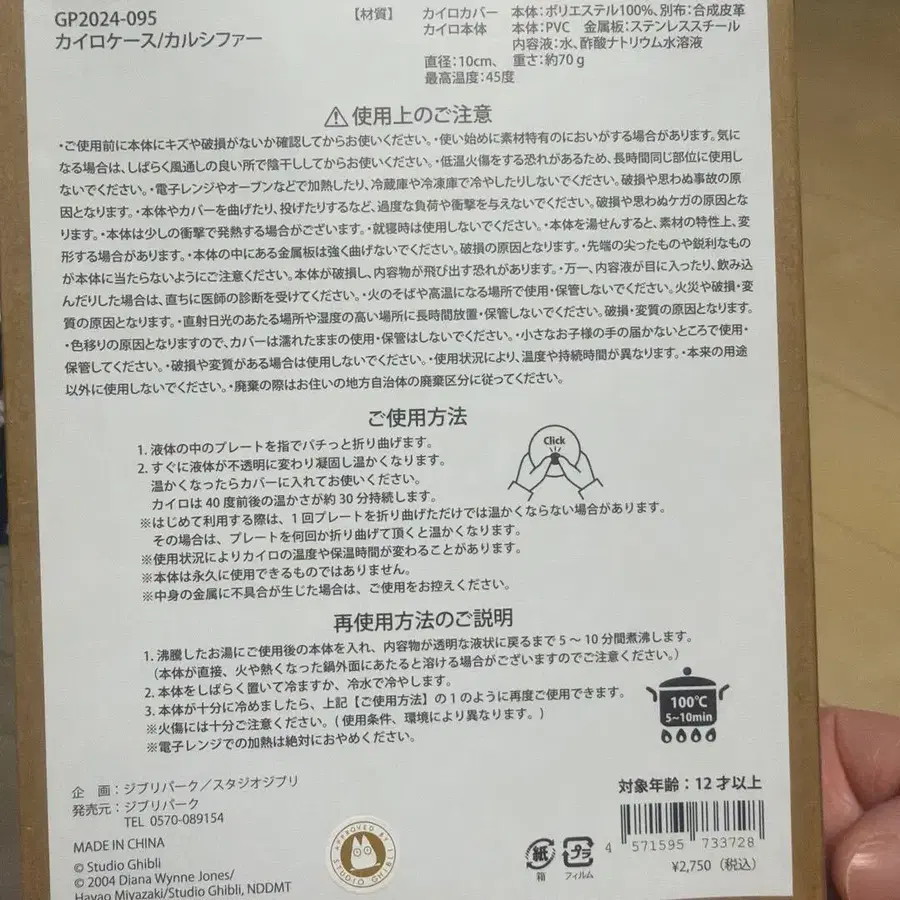 GP2024-095
カイロケース/カルシファー
【材質】 カイロカバー 本体：ポリエステル100%、別布：合成皮革
カイロ本体 本体：PVC 金属板：ステンレススチール
内容液：水、酢酸ナトリウム水溶液
直径：10cm、 重さ：約70g
最高温度：45度
⚠使用上のご注意
・ご使用前に本体にキズや破損がないか確認してからお使いください。・使い始めに素材特有のにおいがする場合があります。気に
なる場合は、しばらく風通しの良い所で陰干ししてからお使いください。・低温火傷をする恐れがあるため、長時間同じ部位に使用し
ないでください。・電子レンジやオーブンなどで加熱したり、冷蔵庫や冷凍庫で冷やしたりしないでください。破損や思わぬ事故の原
因となります。・本体やカバーを曲げたり、投げたりするなど、過度な負荷や衝撃を与えないでください。破損や思わぬケガの原因とな
ります。・本体は少しの衝撃で発熱する場合がございます。・就寝時は使用しないでください。・本体を湯せんすると、素材の特性上、変
形する場合があります。・本体の中にある金属板は強く曲げないでください。破損の原因となります。・先端の尖ったものや鋭利なもの
が本体に当たらないようにご注意ください。本体が破損し、内容物が飛び出す恐れがあります。・万一、内容液が目に入ったり、飲み込
んだりした場合は、直ちに医師の診断を受けてください。・火のそばや高温になる場所で使用・保管しないでください。火災や破損・変
質の原因となります。・直射日光のあたる場所や湿度の高い場所に長時間放置・保管しないでください。破損・変質の原因となります。
・色移りの原因となりますので、カバーは濡れたままの使用・保管はしないでください。・小さなお子様の手の届かないところで使用・
保管してください。・破損や変質がある場合は使用しないでください。・使用状況により、温度や持続時間が異なります。・本来の用途
以外に使用しないでください。・廃棄の際はお住いの地方自治体の廃棄区分に従ってください。
ご使用方法
1. 液体の中のプレートを指でパチっと折り曲げます。
2. すぐに液体が不透明に変わり凝固し温かくなります。
温かくなったらカバーに入れてお使いください。
カイロは 40 度前後の温かさが約 30 分持続します。
Click
※はじめて利用する際は、1 回プレートを折り曲げただけでは温かくならない場合があります。
その場合は、プレートを何回か折り曲げて頂くと温かくなります。
※使用状況によりカイロの温度や保温時間が変わることがあります。
※本体は永久に使用できるものではありません。
※中身の金属に不具合が生じた場合は、ご使用をお控えください。
再使用方法のご説明
1. 沸騰したお湯にご使用後の本体を入れ、内容物が透明な液状に戻るまで 5 ～ 10 分間煮沸します。
（本体が直接、火や熱くなった鍋外面にあたると溶ける場合がございますのでご注意ください。）
2. 本体をしばらく置いて冷ますか、冷水で冷やします。
3. 本体が十分に冷めましたら、上記【ご使用方法】の 1 のように再度ご使用できます。
※火傷には十分ご注意ください。（ 使用条件、環境により異なります。）
※電子レンジでの加熱は絶対におやめください。
100℃
5~10min
企 画：ジブリパーク／スタジオジブリ
発売元：ジブリパーク
TEL 0570-089154
MADE IN CHINA
© Studio Ghibli
© 2004 Diana Wynne Jones/
Hayao Miyazaki/Studio Ghibli, NDDMT
APPROVED BY
STUDIO GHIBLI
対象年齢：12 才以上
紙
箱
プラ
フィルム
4 571595 733728
¥2,750（税込）